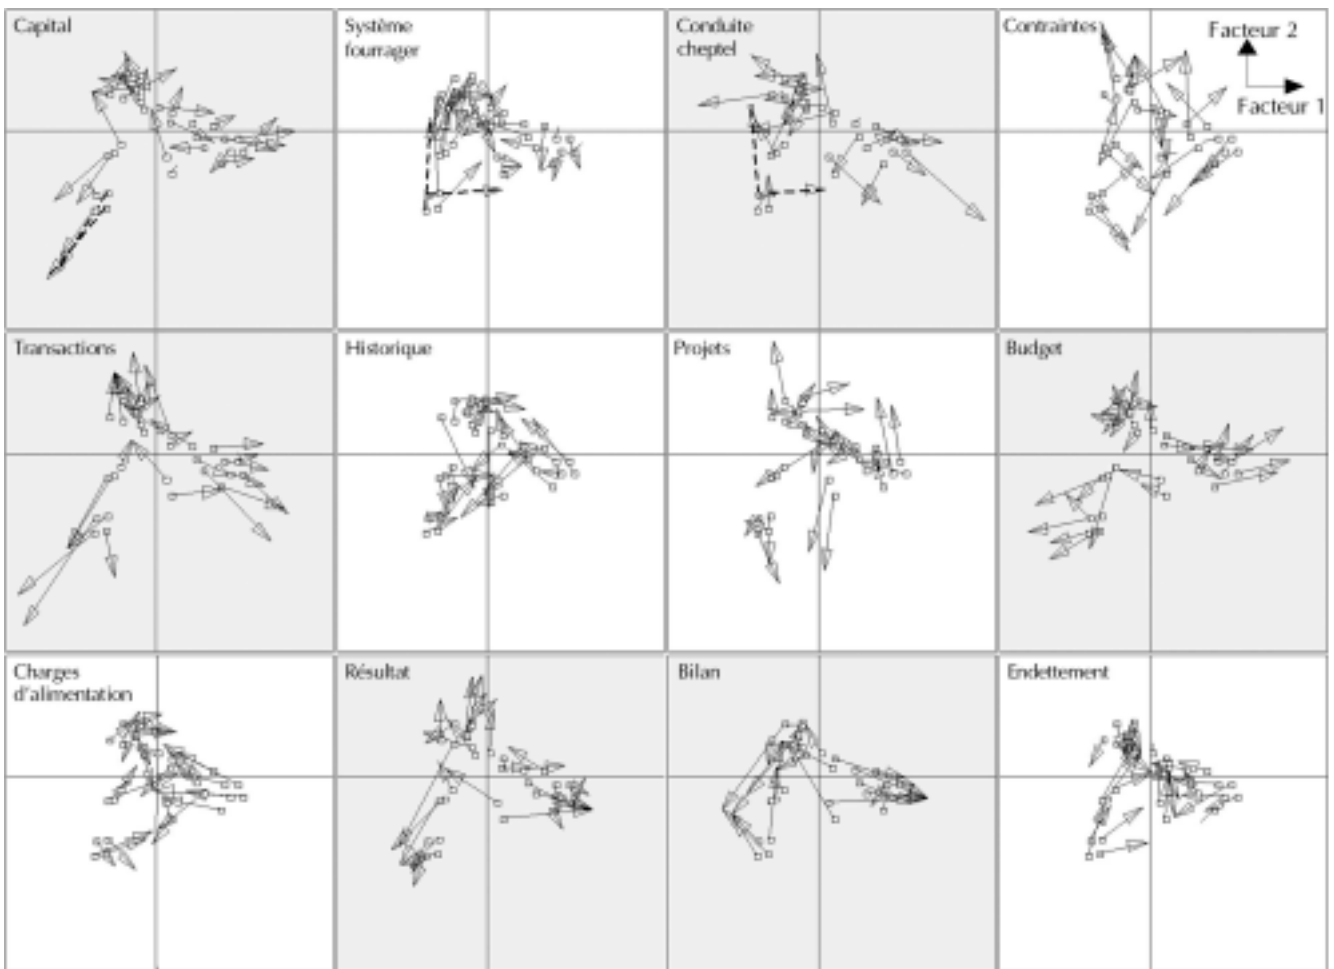 Capital
Système
fourrager
Conduite
cheptel
Contraintes
Facteur 2
Facteur 1
Transactions
Historique
Projets
Budget
Charges
d'alimentation
Résultat
Bilan
Endettement